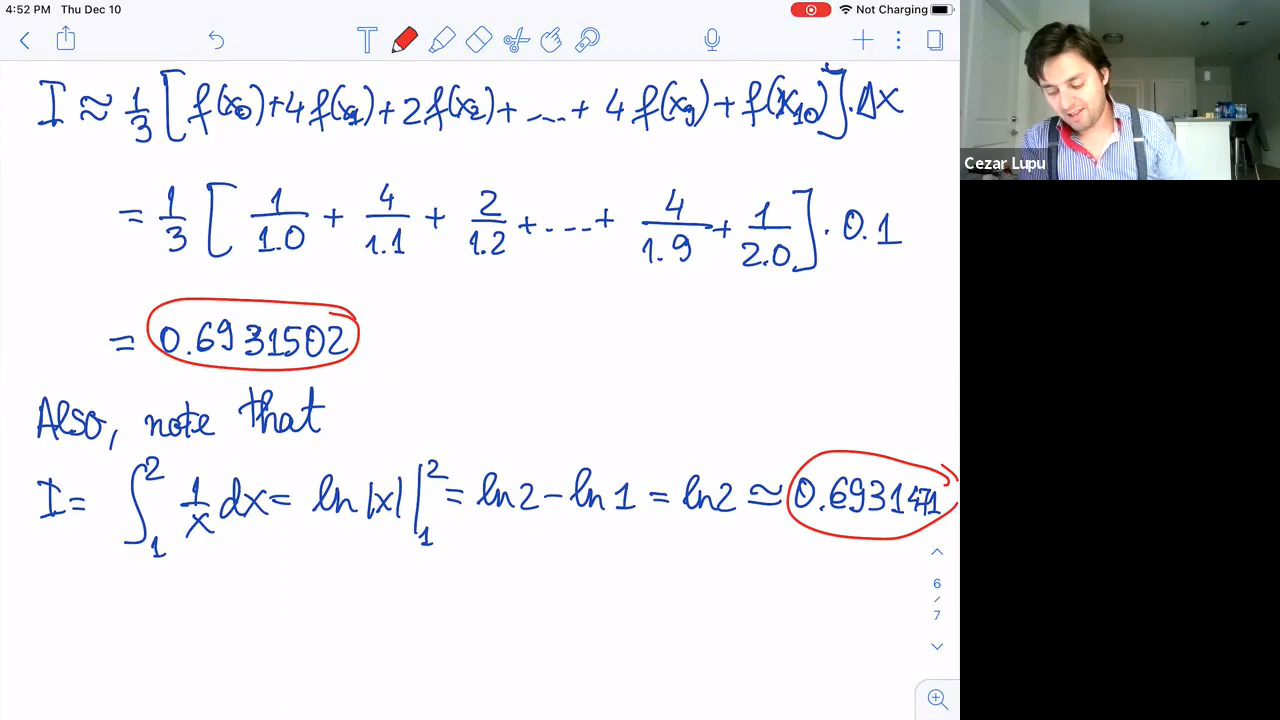 4:52 PM Thu Dec 10
Not Charging
T
I ≈ 1/3 [f(x₀)+4f(x₁)+2f(x₂)+...+ 4f(x₉)+f(x₁₀)]·Δx
= 1/3 [ 1/1.0 + 4/1.1 + 2/1.2 +...+ 4/1.9 + 1/2.0 ] · 0.1
= 0.6931502
Also, note that
I = ∫₁² 1/x dx = ln|x| |₁² = ln2 − ln1 = ln2 ≈ 0.693147
6
/
7
Cezar Lupu